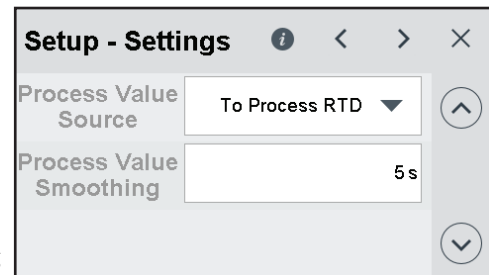 Setup - Settings
Process Value
Source
To Process RTD
Process Value
Smoothing
5 s